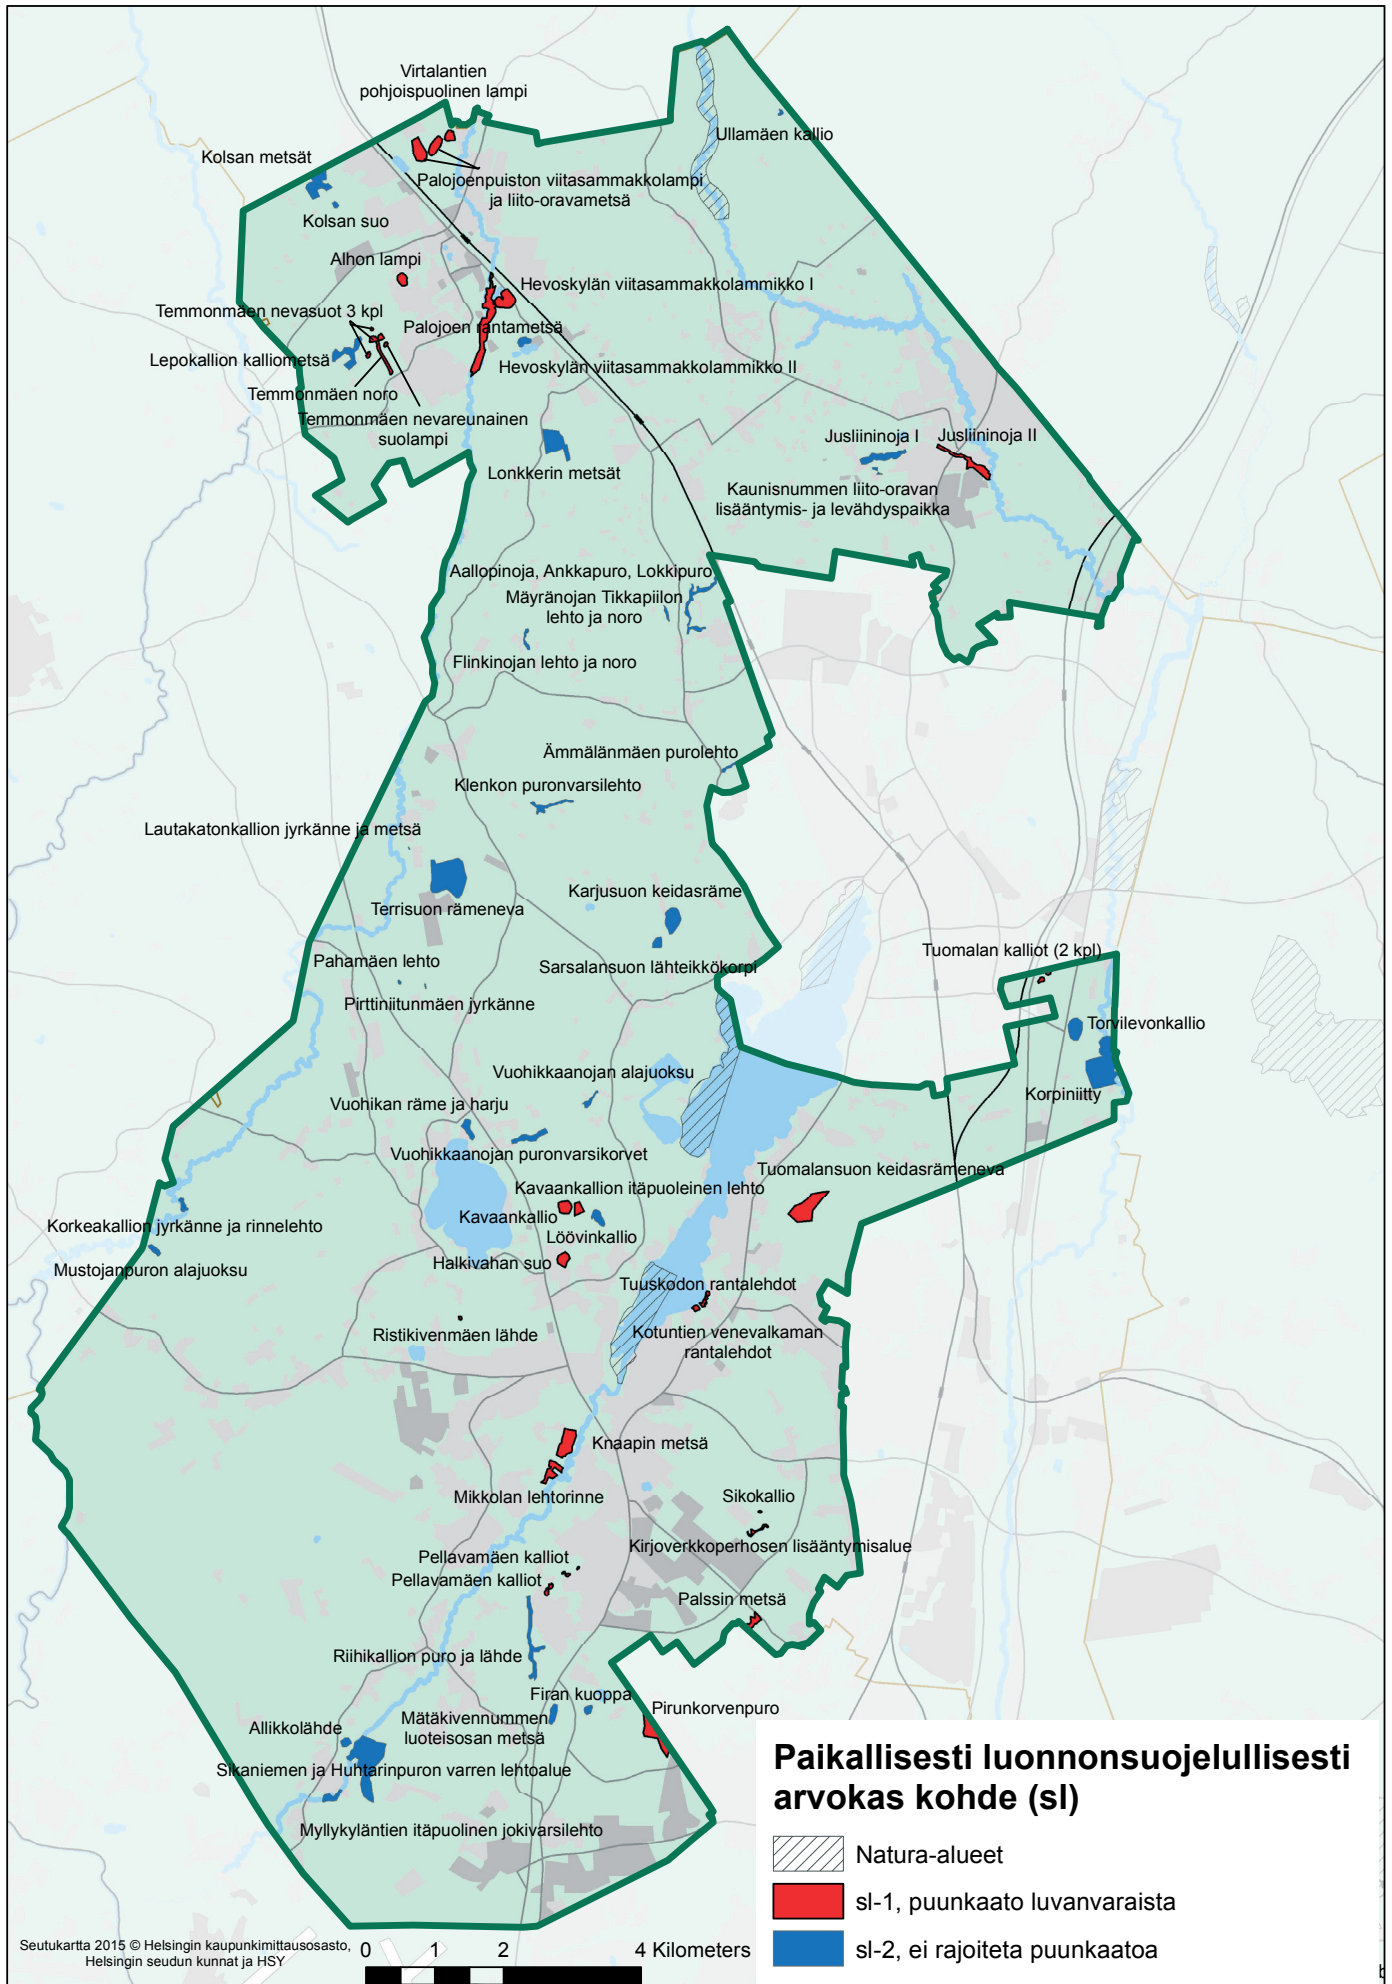 Virtalantien
pohjoispuolinen lampi
Ullamäen kallio
Kolsan metsät
Palojoenpuiston viitasammakkolampi
ja liito-oravametsä
Kolsan suo
Alhon lampi
Hevoskylän viitasammakkolammikko I
Temmonmäen nevasuot 3 kpl
Palojoen rantametsä
Lepokallion kalliometsä
Hevoskylän viitasammakkolammikko II
Temmonmäen noro
Temmonmäen nevareunainen
suolampi
Jusliininoja I
Jusliininoja II
Lonkkerin metsät
Kaunisnummen liito-oravan
lisääntymis- ja levähdyspaikka
Aallopinoja, Ankkapuro, Lokkipuro
Mäyränojan Tikkapiilon
lehto ja noro
Flinkinojan lehto ja noro
Ämmälänmäen purolehto
Klenkon puronvarsilehto
Lautakatonkallion jyrkänne ja metsä
Karjusuon keidasräme
Terrisuon rämeneva
Tuomalan kalliot (2 kpl)
Pahamäen lehto
Sarsalansuon lähteikkökorpi
Pirttiniitunmäen jyrkänne
Torvilevonkallio
Vuohikkaanojan alajuoksu
Korpiniitty
Vuohikan räme ja harju
Vuohikkaanojan puronvarsikorvet
Tuomalansuon keidasrämeneva
Kavaankallion itäpuoleinen lehto
Kavaankallio
Korkeakallion jyrkänne ja rinnelehto
Löövinkallio
Halkivahan suo
Mustojanpuron alajuoksu
Tuuskodon rantalehdot
Ristikivenmäen lähde
Kotuntien venevalkaman
rantalehdot
Knaapin metsä
Mikkolan lehtorinne
Sikokallio
Kirjoverkkoperhosen lisääntymisalue
Pellavamäen kalliot
Pellavamäen kalliot
Palssin metsä
Riihikallion puro ja lähde
Firan kuoppa
Pirunkorvenpuro
Mätäkivennummen
luoteisosan metsä
Allikkolähde
Sikaniemen ja Huhtarinpuron varren lehtoalue
Myllykyläntien itäpuolinen jokivarsilehto
Paikallisesti luonnonsuojelullisesti
arvokas kohde (sl)
Natura-alueet
sl-1, puunkaato luvanvaraista
sl-2, ei rajoiteta puunkaatoa
Seutukartta 2015 © Helsingin kaupunkimittausosasto,
Helsingin seudun kunnat ja HSY
0 1 2 4 Kilometers